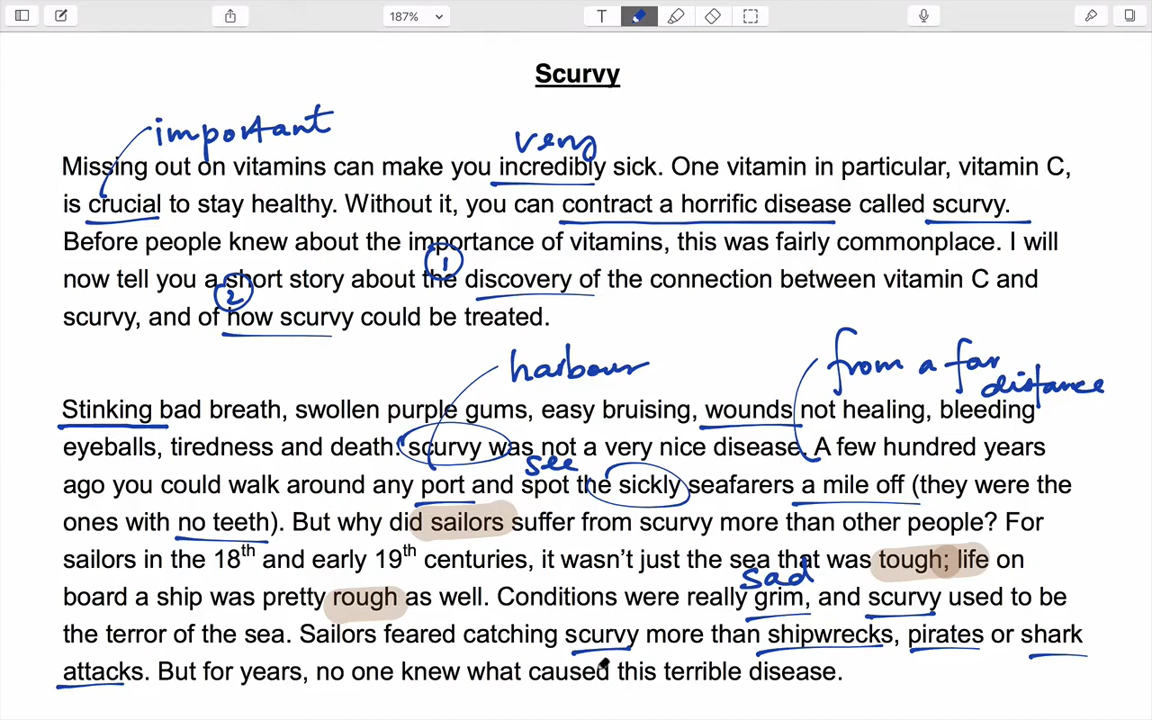 187%
T
Scurvy
important
very
Missing out on vitamins can make you incredibly sick. One vitamin in particular, vitamin C,
is crucial to stay healthy. Without it, you can contract a horrific disease called scurvy.
Before people knew about the importance of vitamins, this was fairly commonplace. I will
1
now tell you a short story about the discovery of the connection between vitamin C and
2
scurvy, and of how scurvy could be treated.
harbour
from a far
distance
Stinking bad breath, swollen purple gums, easy bruising, wounds not healing, bleeding
eyeballs, tiredness and death: scurvy was not a very nice disease. A few hundred years
see
ago you could walk around any port and spot the sickly seafarers a mile off (they were the
ones with no teeth). But why did sailors suffer from scurvy more than other people? For
sailors in the 18th and early 19th centuries, it wasn't just the sea that was tough; life on
sad
board a ship was pretty rough as well. Conditions were really grim, and scurvy used to be
the terror of the sea. Sailors feared catching scurvy more than shipwrecks, pirates or shark
attacks. But for years, no one knew what caused this terrible disease.